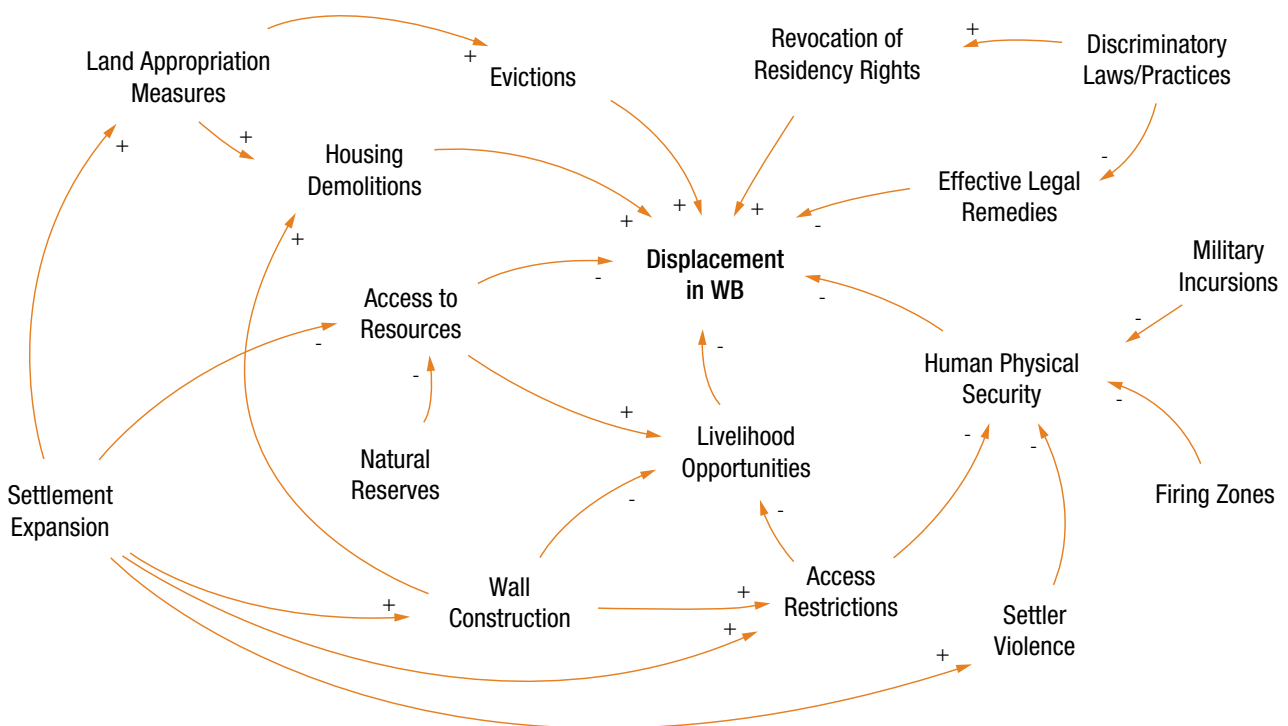 Land Appropriation
Measures
+
Evictions
Revocation of
Residency Rights
+
Discriminatory
Laws/Practices
+
+
Housing
Demolitions
-
Effective Legal
Remedies
+
+
+
+
-
Displacement
in WB
Military
Incursions
-
-
Access to
Resources
-
-
-
-
Human Physical
Security
-
+
Natural
Reserves
Livelihood
Opportunities
-
-
Settlement
Expansion
-
-
Firing Zones
Wall
Construction
+
+
+
Access
Restrictions
Settler
Violence
+